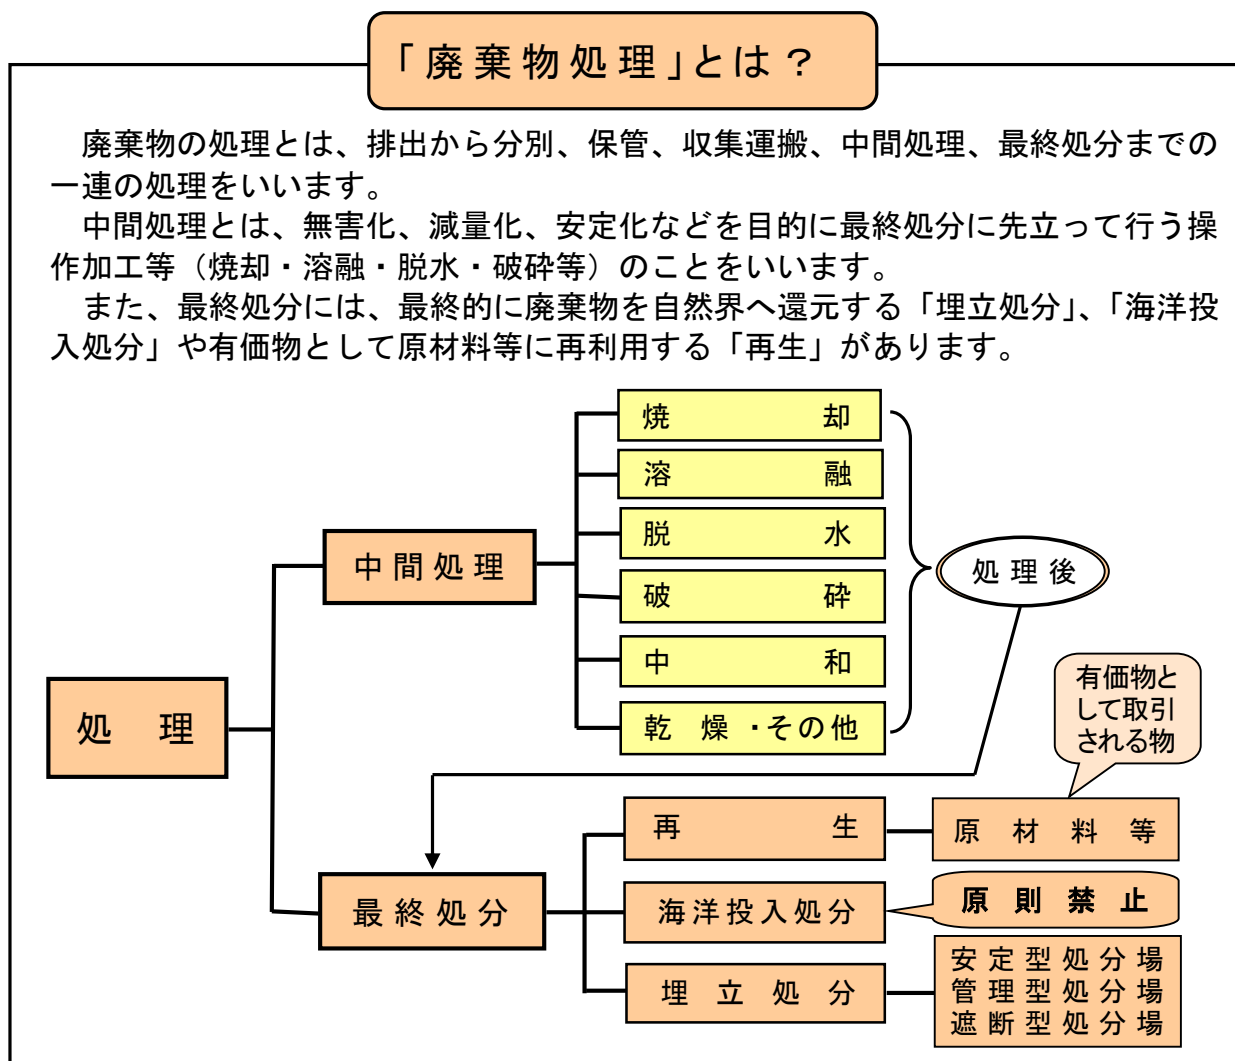 「廃棄物処理」とは？
廃棄物の処理とは、排出から分別、保管、収集運搬、中間処理、最終処分までの
一連の処理をいいます。
中間処理とは、無害化、減量化、安定化などを目的に最終処分に先立って行う操
作加工等（焼却・溶融・脱水・破砕等）のことをいいます。
また、最終処分には、最終的に廃棄物を自然界へ還元する「埋立処分」、「海洋投
入処分」や有価物として原材料等に再利用する「再生」があります。
焼却
溶融
脱水
破砕
中和
乾燥・その他
中間処理
処理後
処理
有価物と
して取引
される物
再生
原材料等
最終処分
海洋投入処分
原則禁止
埋立処分
安定型処分場
管理型処分場
遮断型処分場